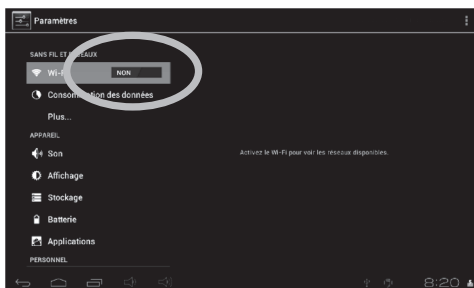 Paramètres
SANS FIL ET RÉSEAUX
Wi-Fi NON
Consommation des données
Plus...
APPAREIL
Son
Activez le Wi-Fi pour voir les réseaux disponibles.
Affichage
Stockage
Batterie
Applications
PERSONNEL
8:20